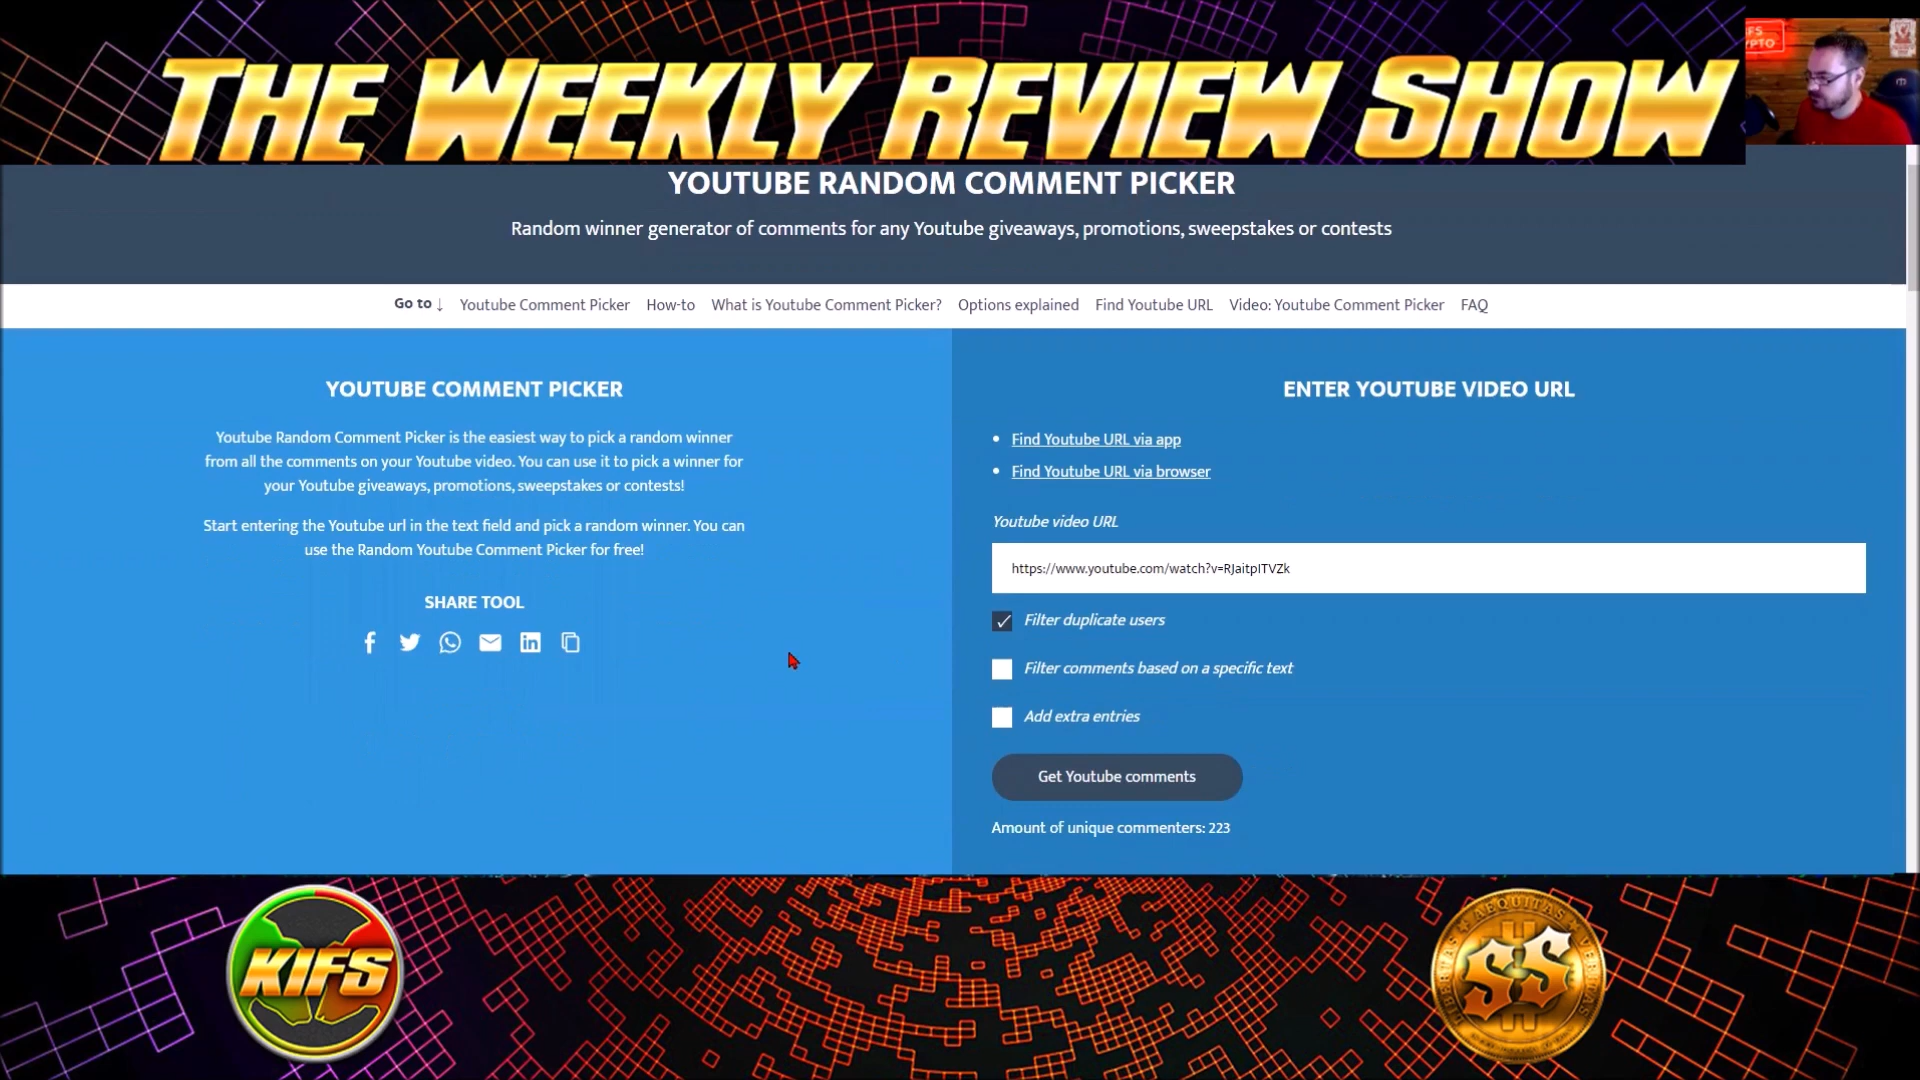 THE WEEKLY REVIEW SHOW
YOUTUBE RANDOM COMMENT PICKER
Random winner generator of comments for any Youtube giveaways, promotions, sweepstakes or contests
Go to ↓ Youtube Comment Picker How-to What is Youtube Comment Picker? Options explained Find Youtube URL Video: Youtube Comment Picker FAQ
YOUTUBE COMMENT PICKER
Youtube Random Comment Picker is the easiest way to pick a random winner
from all the comments on your Youtube video. You can use it to pick a winner for
your Youtube giveaways, promotions, sweepstakes or contests!
Start entering the Youtube url in the text field and pick a random winner. You can
use the Random Youtube Comment Picker for free!
SHARE TOOL
ENTER YOUTUBE VIDEO URL
Find Youtube URL via app
Find Youtube URL via browser
Youtube video URL
https://www.youtube.com/watch?v=RJaitpITVZk
Filter duplicate users
Filter comments based on a specific text
Add extra entries
Get Youtube comments
Amount of unique commenters: 223
KIFS
AEQUITAS
LIBERTAS
VERITAS
SS